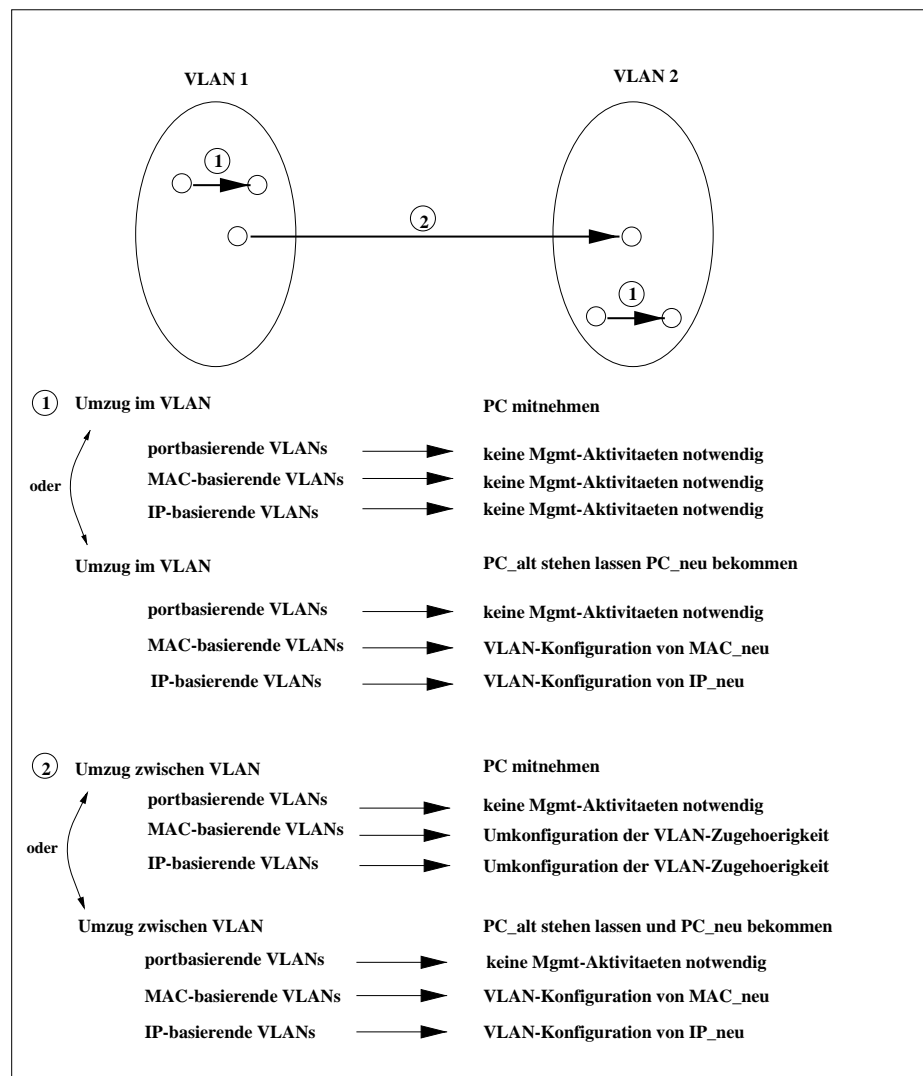 VLAN 1
VLAN 2
1
2
1
1 Umzug im VLAN PC mitnehmen
portbasierende VLANs keine Mgmt-Aktivitaeten notwendig
MAC-basierende VLANs keine Mgmt-Aktivitaeten notwendig
oder
IP-basierende VLANs keine Mgmt-Aktivitaeten notwendig
Umzug im VLAN PC_alt stehen lassen PC_neu bekommen
portbasierende VLANs keine Mgmt-Aktivitaeten notwendig
MAC-basierende VLANs VLAN-Konfiguration von MAC_neu
IP-basierende VLANs VLAN-Konfiguration von IP_neu
2 Umzug zwischen VLAN PC mitnehmen
portbasierende VLANs keine Mgmt-Aktivitaeten notwendig
MAC-basierende VLANs Umkonfiguration der VLAN-Zugehoerigkeit
oder
IP-basierende VLANs Umkonfiguration der VLAN-Zugehoerigkeit
Umzug zwischen VLAN PC_alt stehen lassen und PC_neu bekommen
portbasierende VLANs keine Mgmt-Aktivitaeten notwendig
MAC-basierende VLANs VLAN-Konfiguration von MAC_neu
IP-basierende VLANs VLAN-Konfiguration von IP_neu